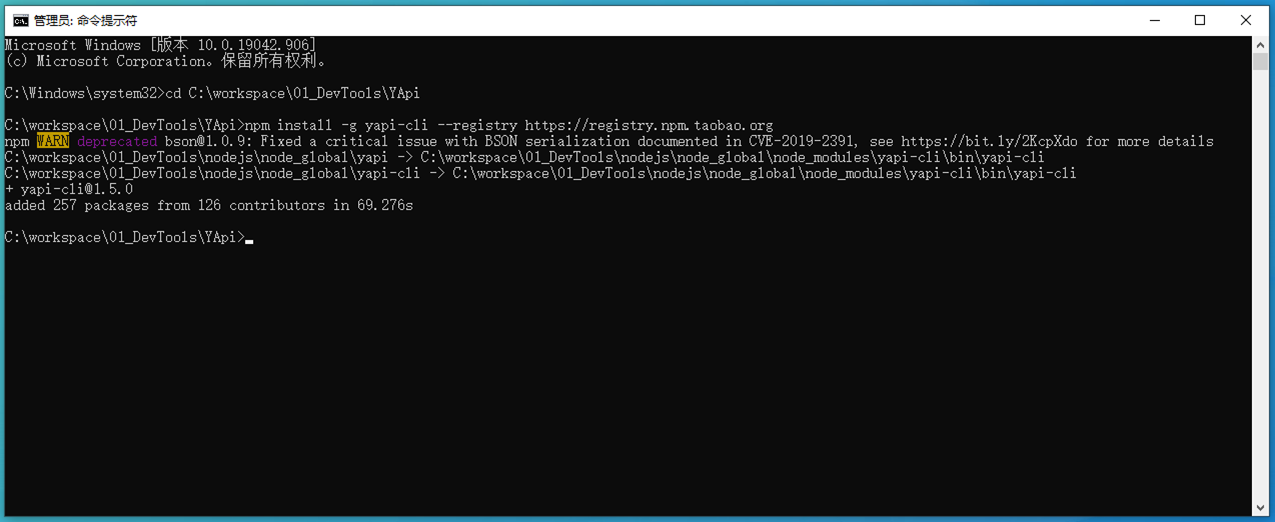 管理员: 命令提示符
Microsoft Windows [版本 10.0.19042.906]
(c) Microsoft Corporation。保留所有权利。
C:\Windows\system32>cd C:\workspace\01_DevTools\YApi
C:\workspace\01_DevTools\YApi>npm install -g yapi-cli --registry https://registry.npm.taobao.org
npm WARN deprecated bson@1.0.9: Fixed a critical issue with BSON serialization documented in CVE-2019-2391, see https://bit.ly/2KcpXdo for more details
C:\workspace\01_DevTools\nodejs\node_global\yapi -> C:\workspace\01_DevTools\nodejs\node_global\node_modules\yapi-cli\bin\yapi-cli
C:\workspace\01_DevTools\nodejs\node_global\yapi-cli -> C:\workspace\01_DevTools\nodejs\node_global\node_modules\yapi-cli\bin\yapi-cli
+ yapi-cli@1.5.0
added 257 packages from 126 contributors in 69.276s
C:\workspace\01_DevTools\YApi>